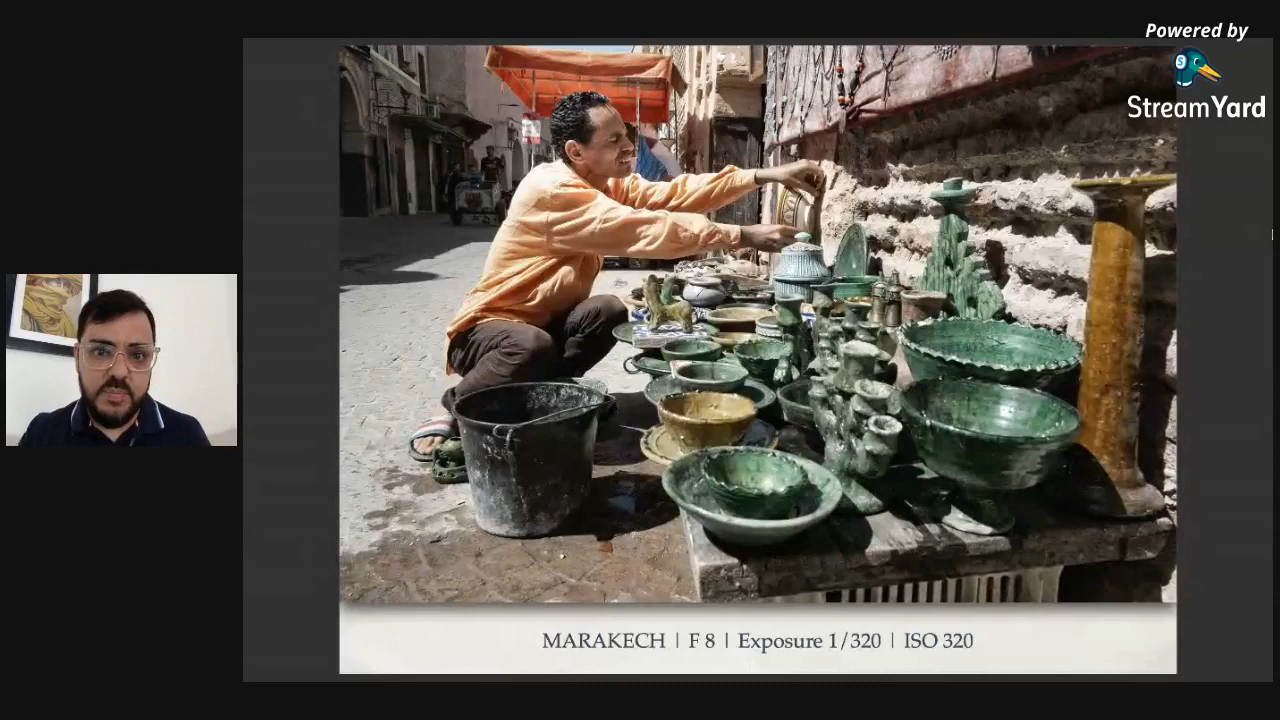 Powered by
StreamYard
MARAKECH | F 8 | Exposure 1/320 | ISO 320